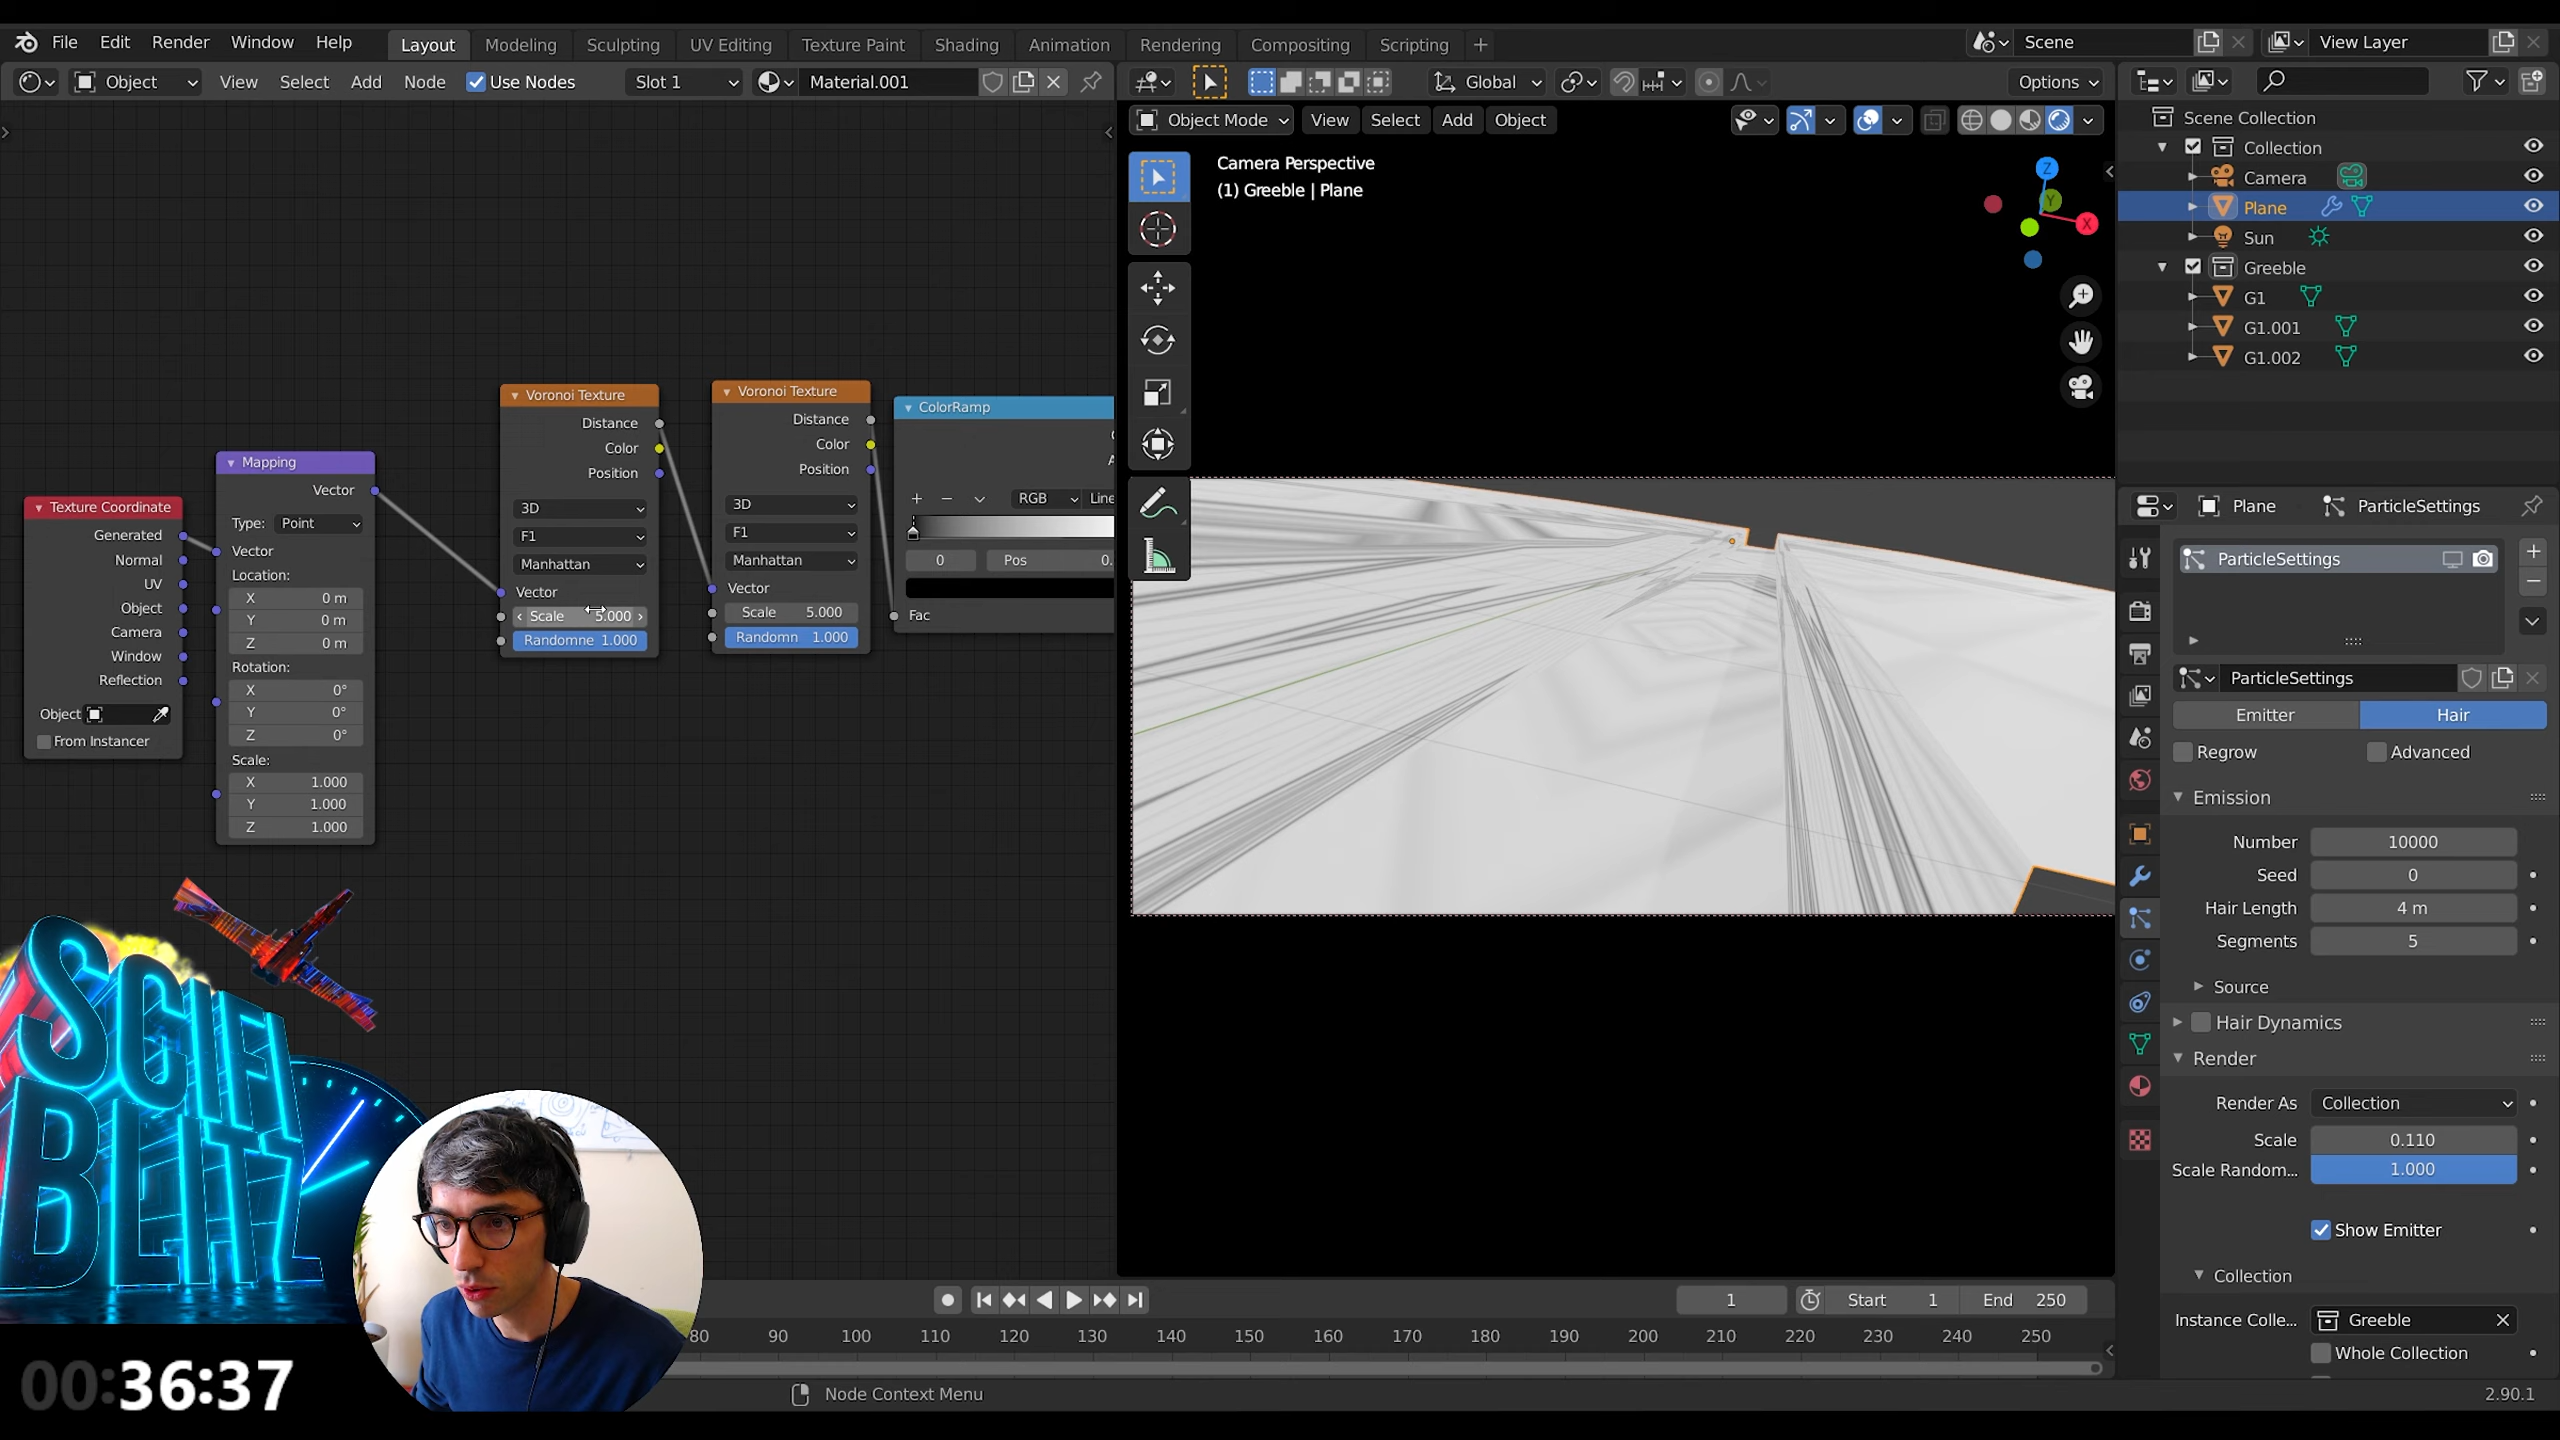 File Edit Render Window Help Layout Modeling Sculpting UV Editing Texture Paint Shading Animation Rendering Compositing Scripting + Scene View Layer
Object View Select Add Node Use Nodes Slot 1 Material.001 Global Options
Object Mode View Select Add Object
Camera Perspective
(1) Greeble | Plane
Z
Y
X
Scene Collection
Collection
Camera
Plane
Sun
Greeble
G1
G1.001
G1.002
Texture Coordinate
Generated
Normal
UV
Object
Camera
Window
Reflection
Object
From Instancer
Mapping
Vector
Type: Point
Vector
Location:
X 0 m
Y 0 m
Z 0 m
Rotation:
X 0°
Y 0°
Z 0°
Scale:
X 1.000
Y 1.000
Z 1.000
Voronoi Texture
Distance
Color
Position
3D
F1
Manhattan
Vector
Scale 5.000
Randomne 1.000
Voronoi Texture
Distance
Color
Position
3D
F1
Manhattan
Vector
Scale 5.000
Randomn 1.000
ColorRamp
RGB Line
0 Pos 0.
Fac
Plane ParticleSettings
ParticleSettings
ParticleSettings
Emitter Hair
Regrow Advanced
Emission
Number 10000
Seed 0
Hair Length 4 m
Segments 5
Source
Hair Dynamics
Render
Render As Collection
Scale 0.110
Scale Random... 1.000
Show Emitter
Collection
Instance Colle... Greeble
Whole Collection
SCIFI
BLITZ
00:36:37
1 Start 1 End 250
80 90 100 110 120 130 140 150 160 170 180 190 200 210 220 230 240 250
Node Context Menu
2.90.1